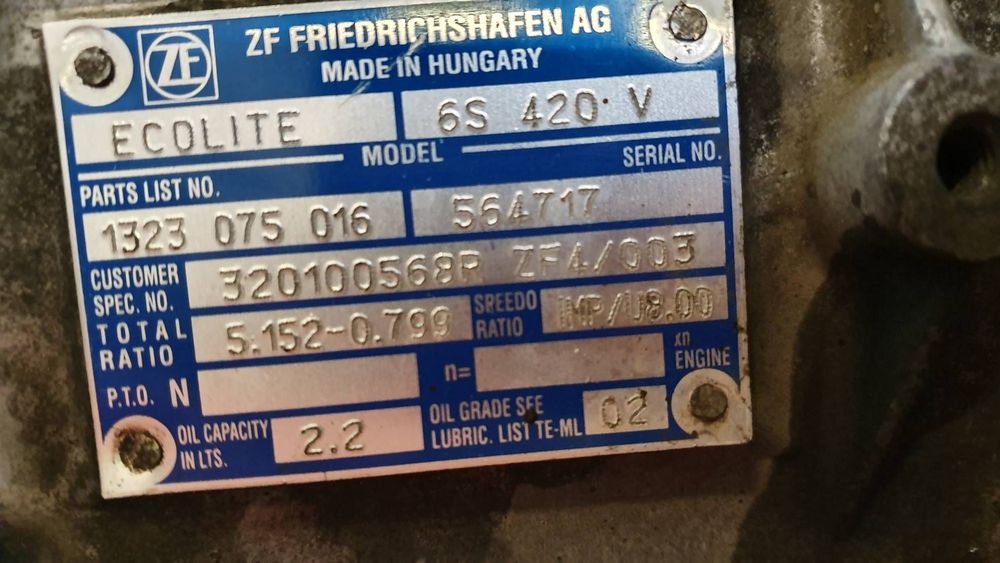 ZF
ZF FRIEDRICHSHAFEN AG
MADE IN HUNGARY
ECOLITE
6S 420 V
MODEL
PARTS LIST NO.
SERIAL NO.
1323 075 016
564717
CUSTOMER SPEC. NO.
320100568R ZF4/003
TOTAL RATIO
5.152-0.799
SPEEDO RATIO
IMP/U8.00
P.T.O. N
n=
xn ENGINE
OIL CAPACITY IN LTS.
2.2
OIL GRADE SEE
LUBRIC. LIST TE-ML
02